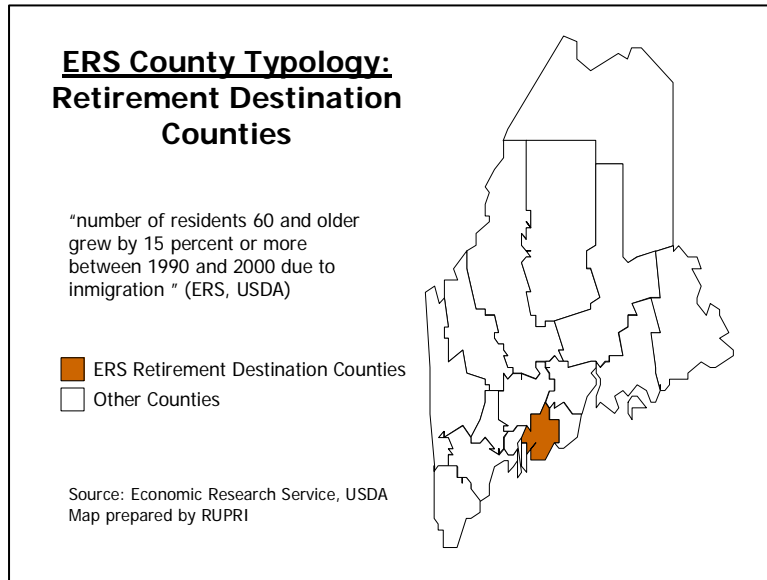 ERS County Typology:
Retirement Destination
Counties
"number of residents 60 and older
grew by 15 percent or more
between 1990 and 2000 due to
inmigration " (ERS, USDA)
ERS Retirement Destination Counties
Other Counties
Source: Economic Research Service, USDA
Map prepared by RUPRI